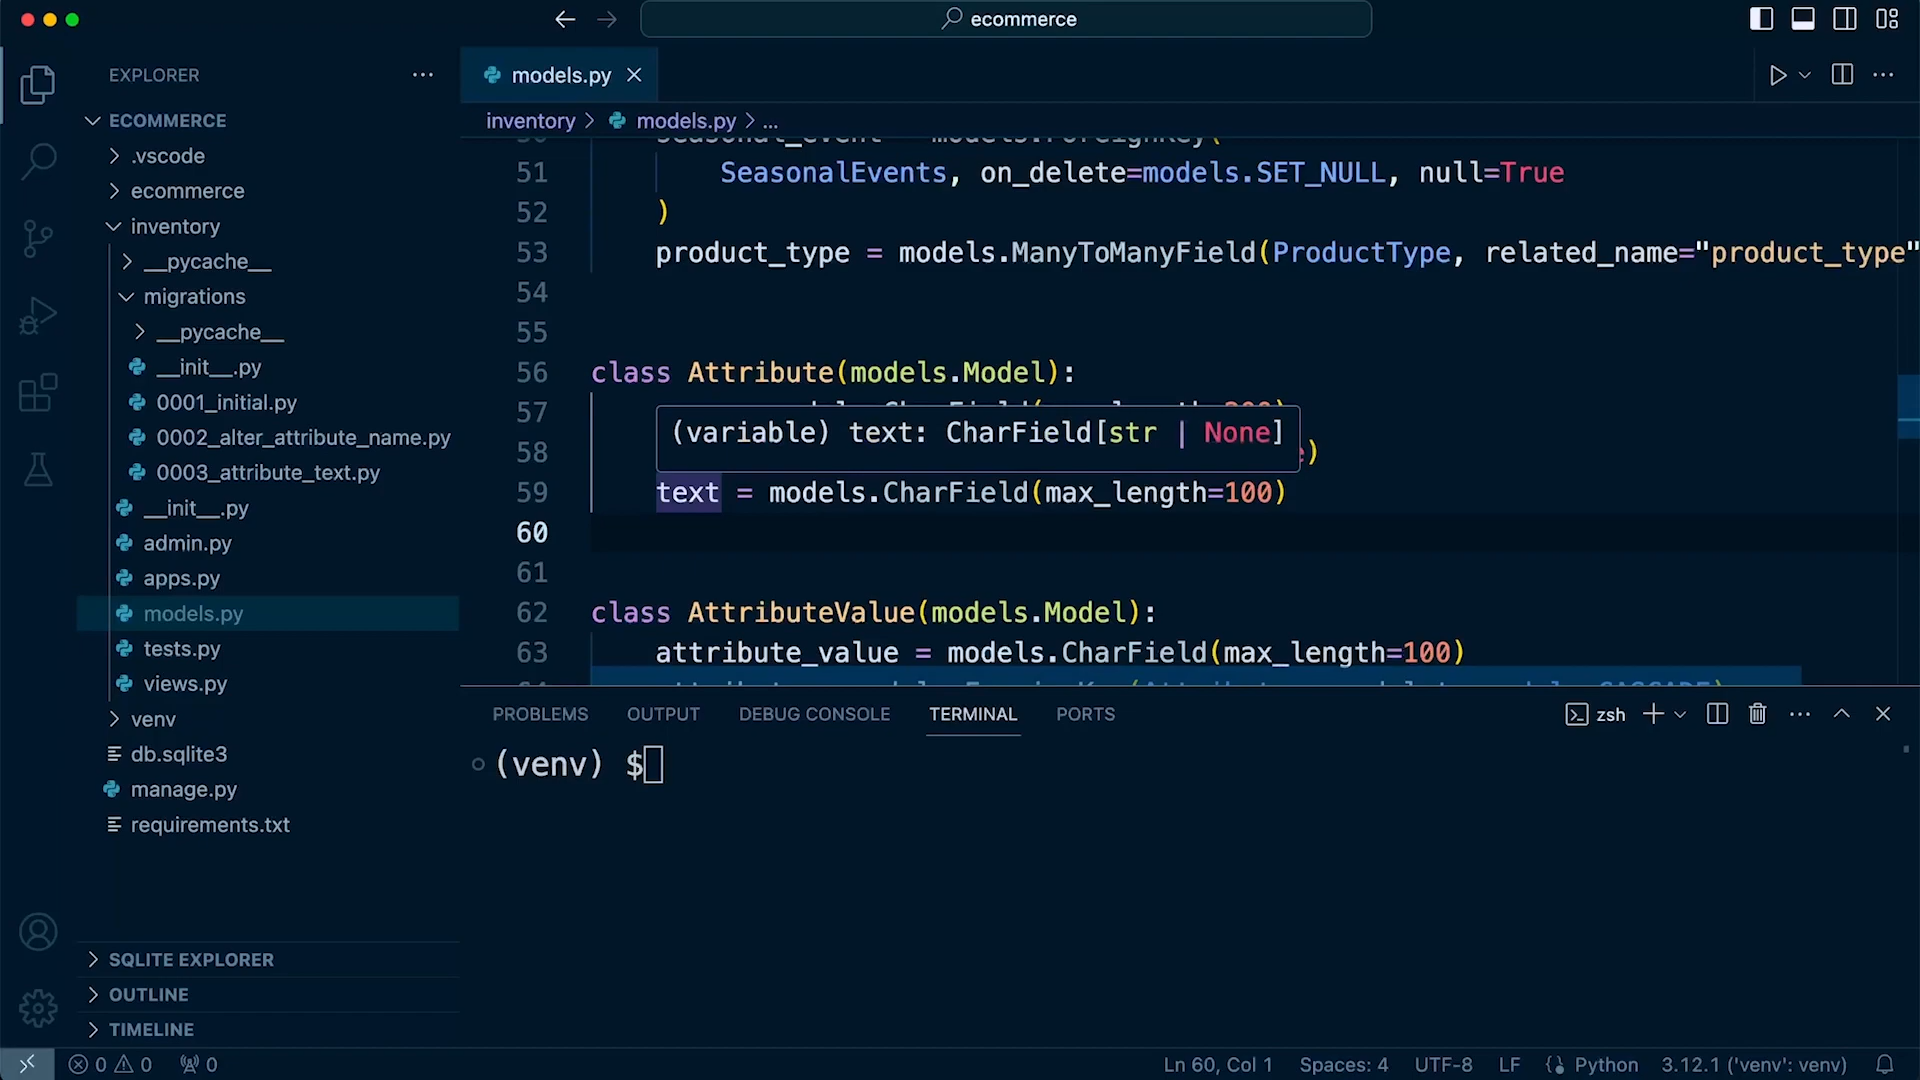 ecommerce
EXPLORER
ECOMMERCE
.vscode
ecommerce
inventory
__pycache__
migrations
__pycache__
__init__.py
0001_initial.py
0002_alter_attribute_name.py
0003_attribute_text.py
__init__.py
admin.py
apps.py
models.py
tests.py
views.py
venv
db.sqlite3
manage.py
requirements.txt
SQLITE EXPLORER
OUTLINE
TIMELINE
models.py
inventory > models.py > ...
seasonal_event = models.ForeignKey(
51 SeasonalEvents, on_delete=models.SET_NULL, null=True
52 )
53 product_type = models.ManyToManyField(ProductType, related_name="product_type"
54
55
56 class Attribute(models.Model):
57
(variable) text: CharField[str | None]
58 )
59 text = models.CharField(max_length=100)
60
61
62 class AttributeValue(models.Model):
63 attribute_value = models.CharField(max_length=100)
PROBLEMS OUTPUT DEBUG CONSOLE TERMINAL PORTS
zsh
(venv) $
0 0 0
Ln 60, Col 1 Spaces: 4 UTF-8 LF Python 3.12.1 ('venv': venv)